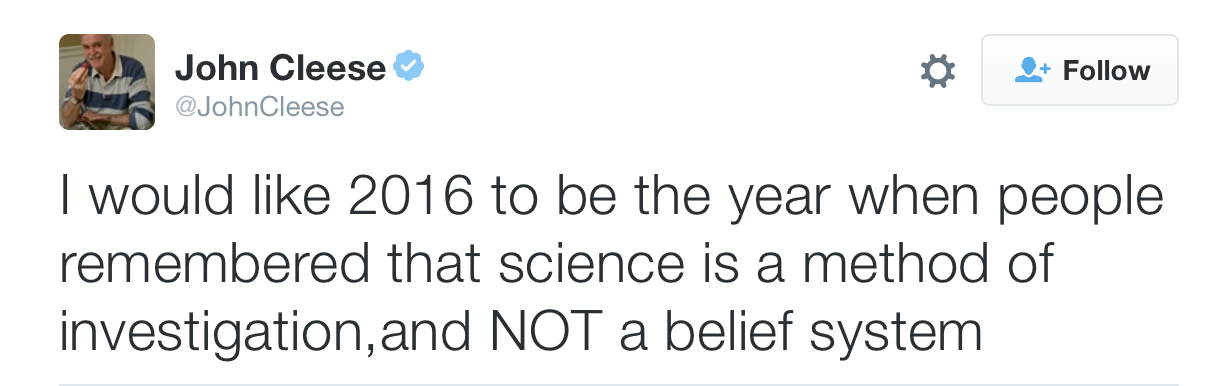 John Cleese
@JohnCleese
Follow
I would like 2016 to be the year when people
remembered that science is a method of
investigation,and NOT a belief system